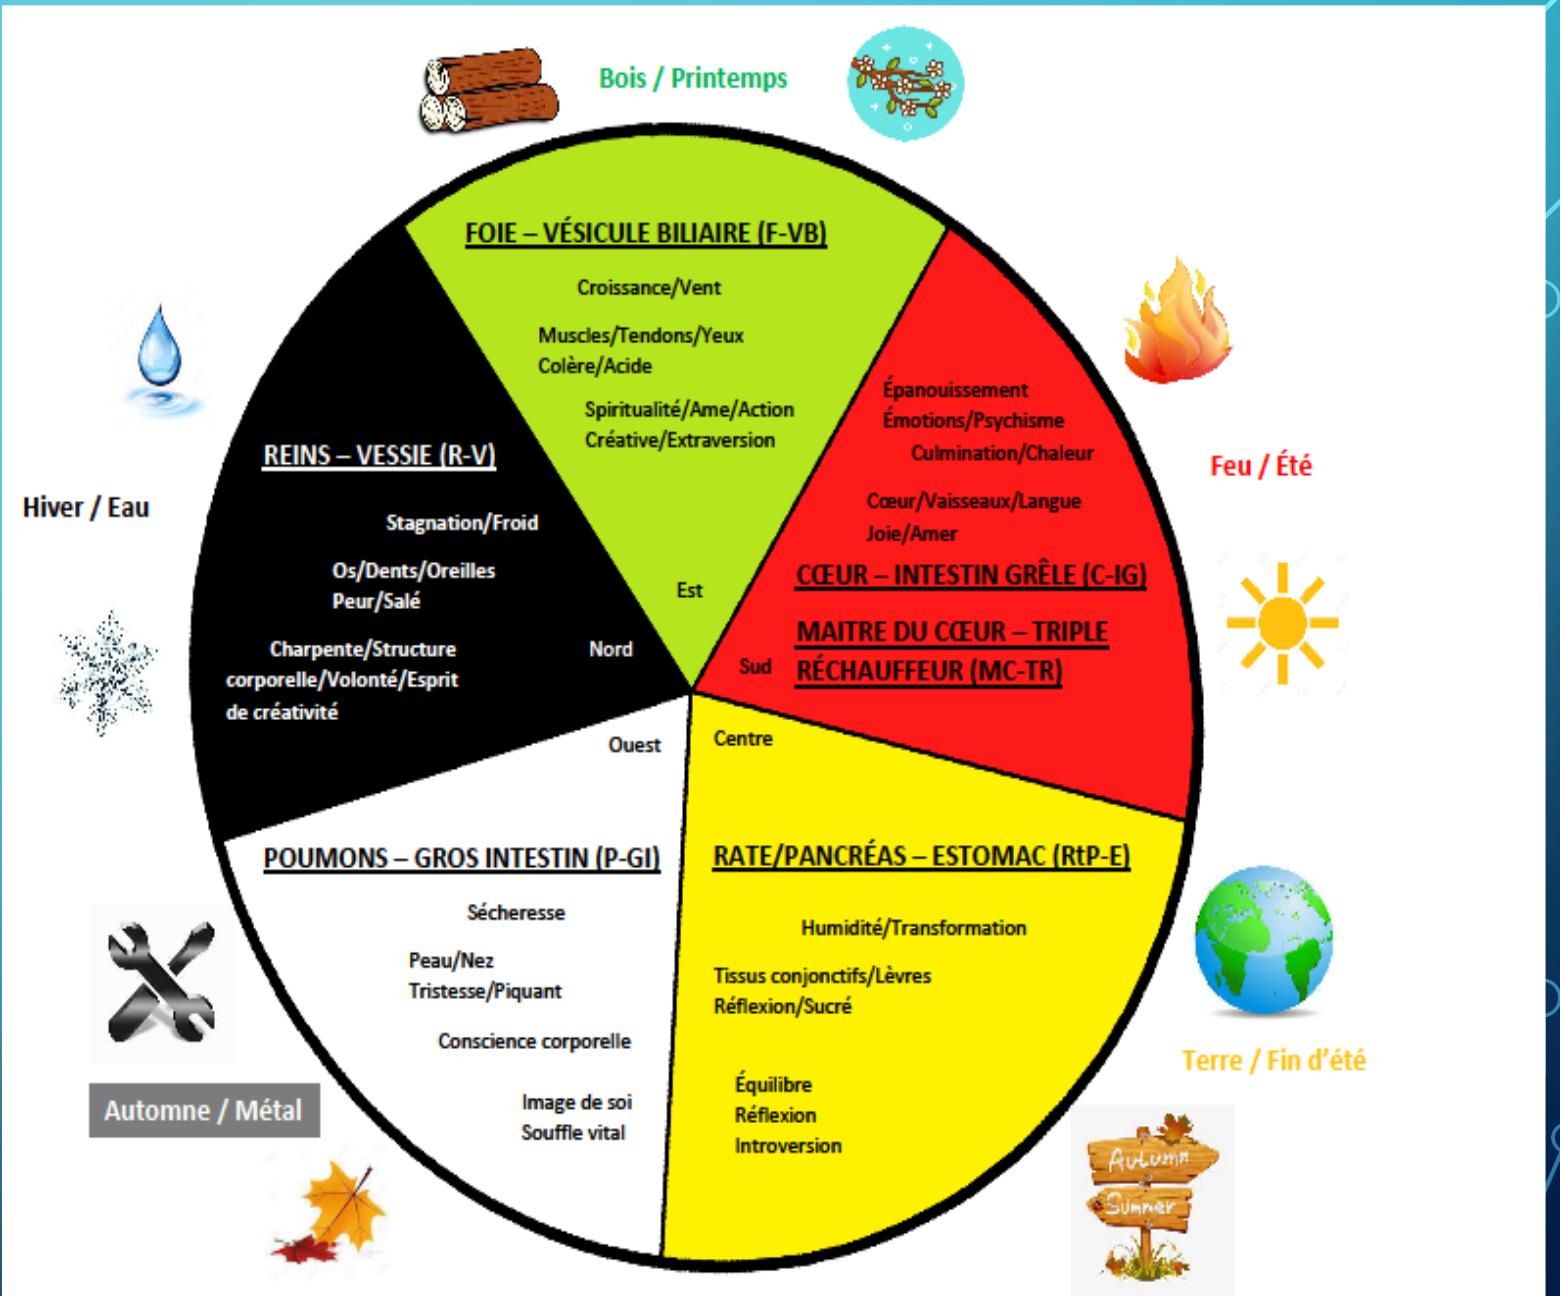 Bois / Printemps
FOIE – VÉSICULE BILIAIRE (F-VB)
Croissance/Vent
Muscles/Tendons/Yeux
Colère/Acide
Spiritualité/Ame/Action
Créative/Extraversion
Est
Épanouissement
Émotions/Psychisme
Culmination/Chaleur
Cœur/Vaisseaux/Langue
Joie/Amer
CŒUR – INTESTIN GRÊLE (C-IG)
MAITRE DU CŒUR – TRIPLE
RÉCHAUFFEUR (MC-TR)
Sud
Feu / Été
Centre
RATE/PANCRÉAS – ESTOMAC (RtP-E)
Humidité/Transformation
Tissus conjonctifs/Lèvres
Réflexion/Sucré
Équilibre
Réflexion
Introversion
Terre / Fin d’été
Autumn
Summer
Ouest
POUMONS – GROS INTESTIN (P-GI)
Sécheresse
Peau/Nez
Tristesse/Piquant
Conscience corporelle
Image de soi
Souffle vital
Automne / Métal
REINS – VESSIE (R-V)
Stagnation/Froid
Os/Dents/Oreilles
Peur/Salé
Charpente/Structure
corporelle/Volonté/Esprit
de créativité
Nord
Hiver / Eau